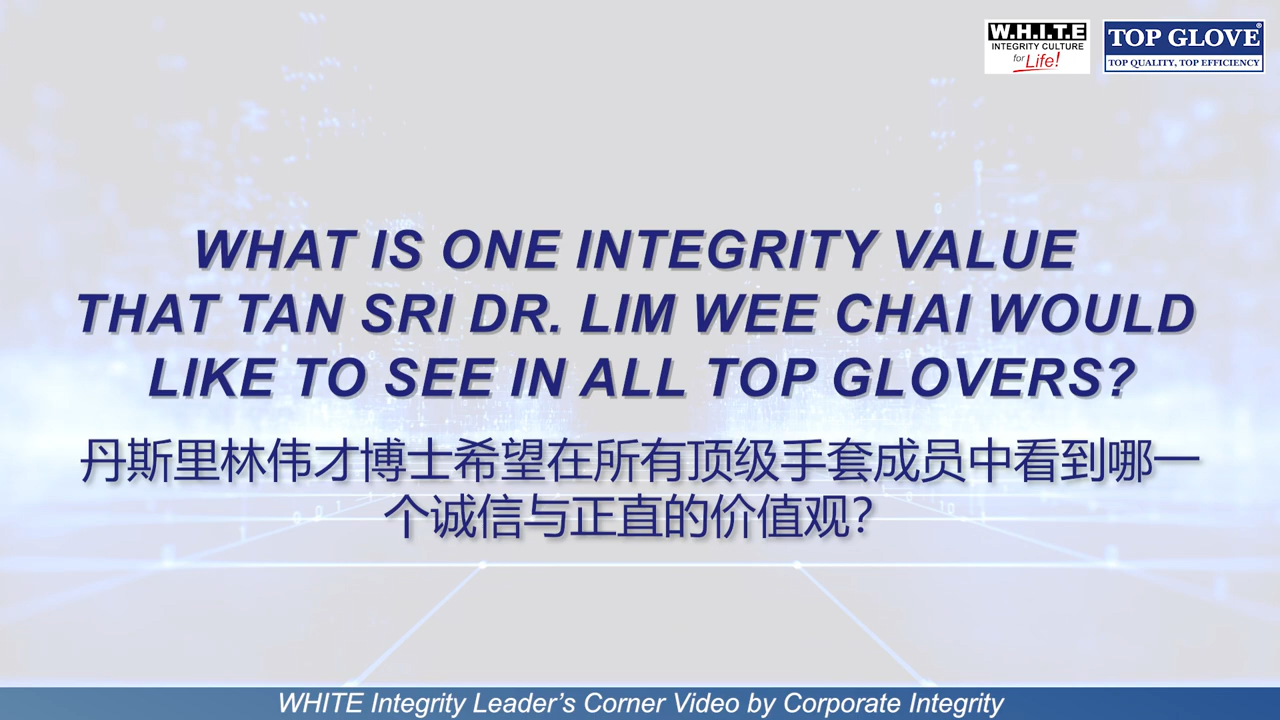 W.H.I.T.E
INTEGRITY CULTURE
for Life!
TOP GLOVE®
TOP QUALITY, TOP EFFICIENCY
WHAT IS ONE INTEGRITY VALUE
THAT TAN SRI DR. LIM WEE CHAI WOULD
LIKE TO SEE IN ALL TOP GLOVERS?
丹斯里林伟才博士希望在所有顶级手套成员中看到哪一
个诚信与正直的价值观?
WHITE Integrity Leader's Corner Video by Corporate Integrity